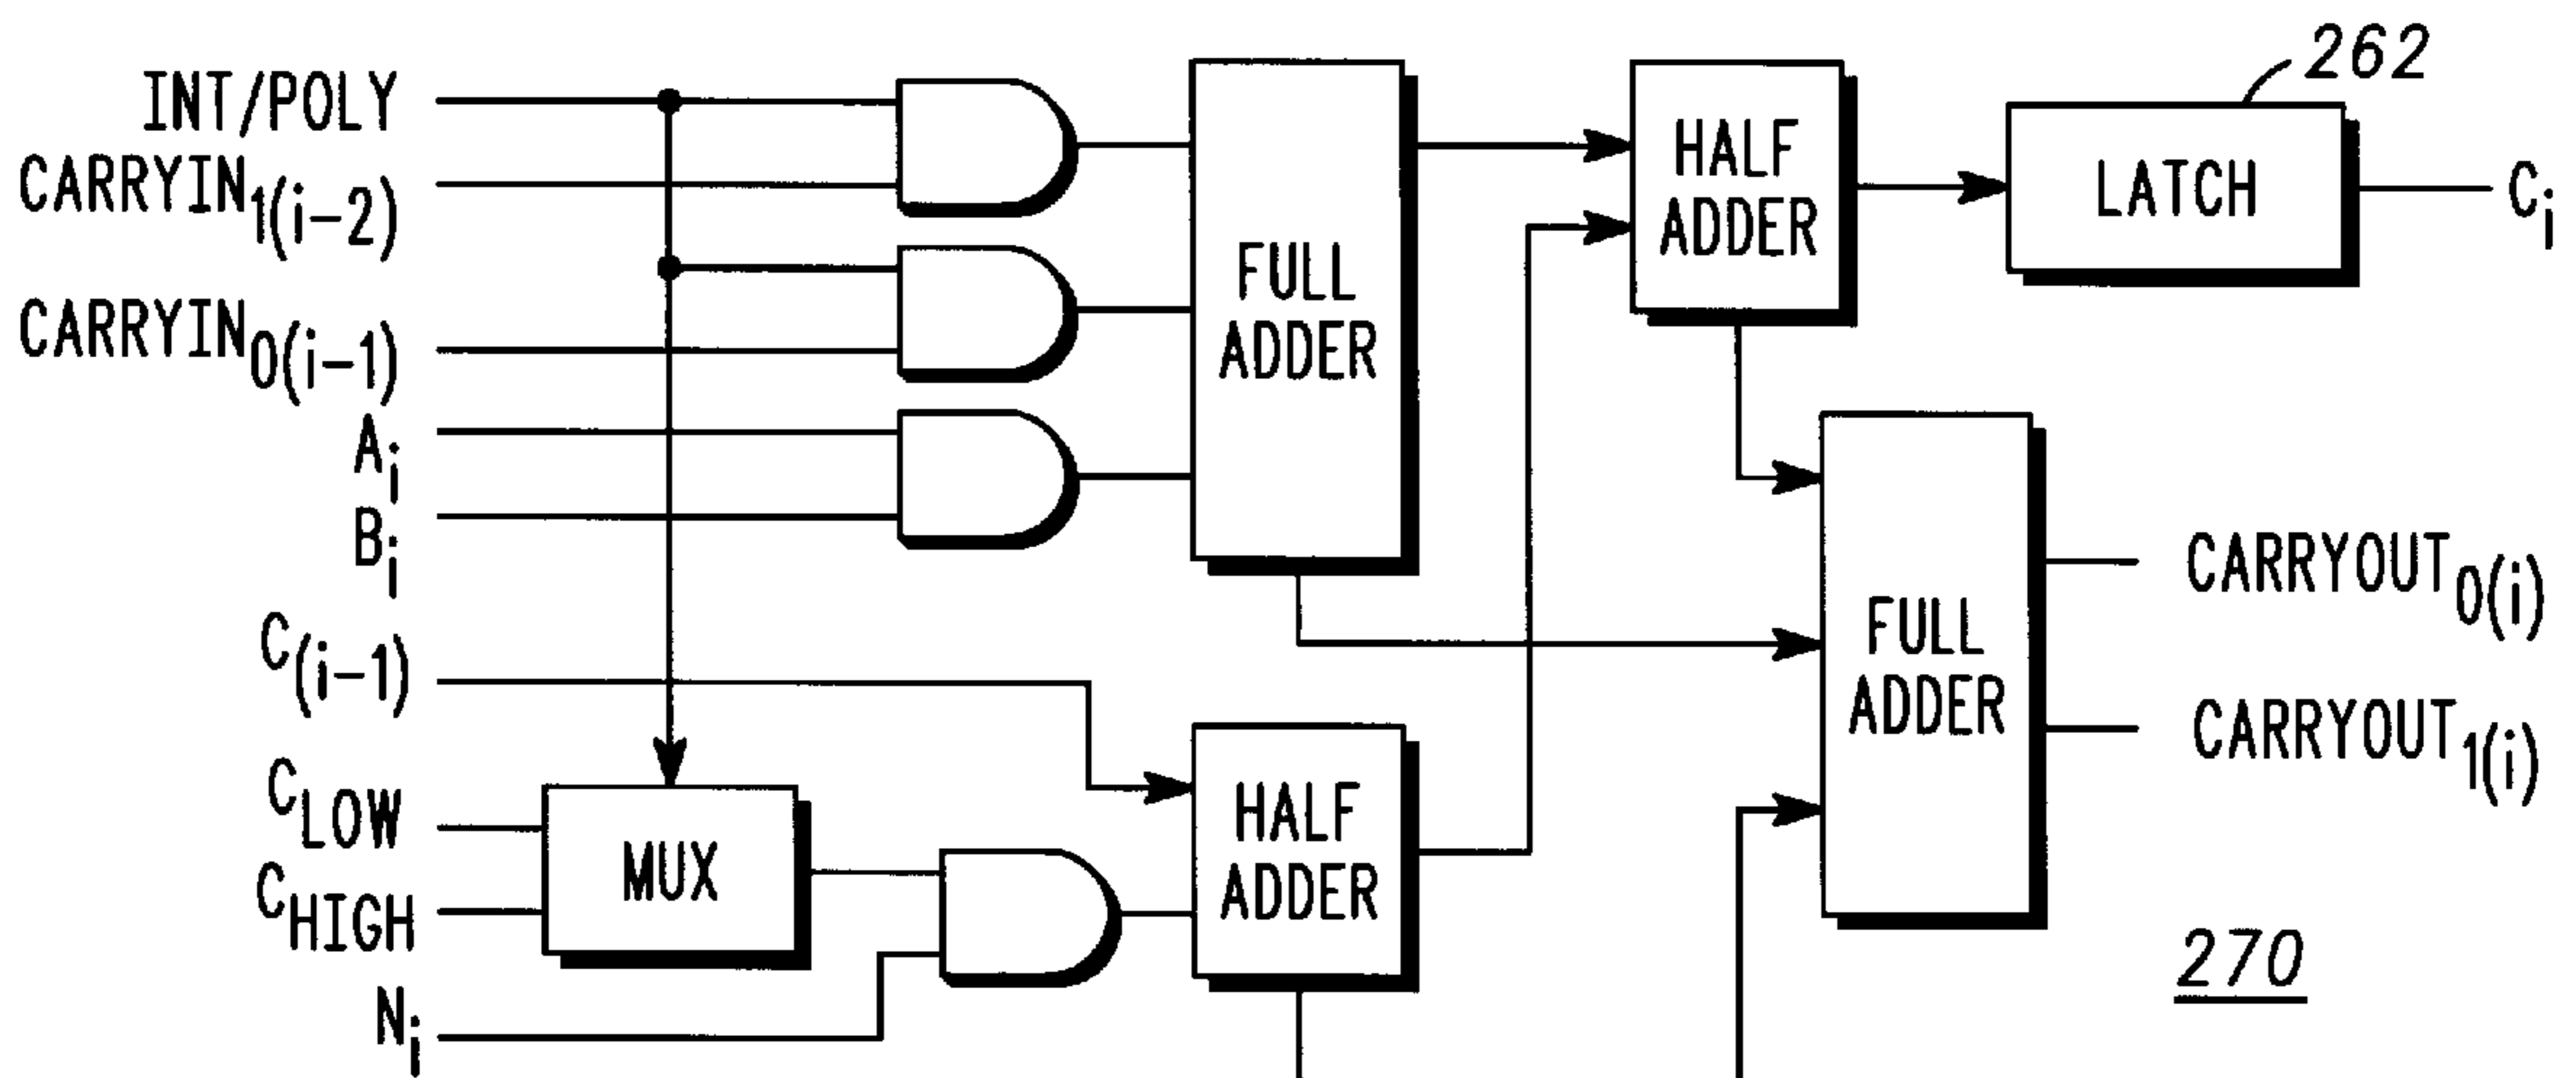 INT/POLY
CARRYIN1(i-2)
CARRYIN0(i-1)
Ai
Bi
C(i-1)
CLOW
CHIGH
Ni
MUX
FULL
ADDER
HALF
ADDER
HALF
ADDER
262
LATCH
Ci
FULL
ADDER
CARRYOUT0(i)
CARRYOUT1(i)
270